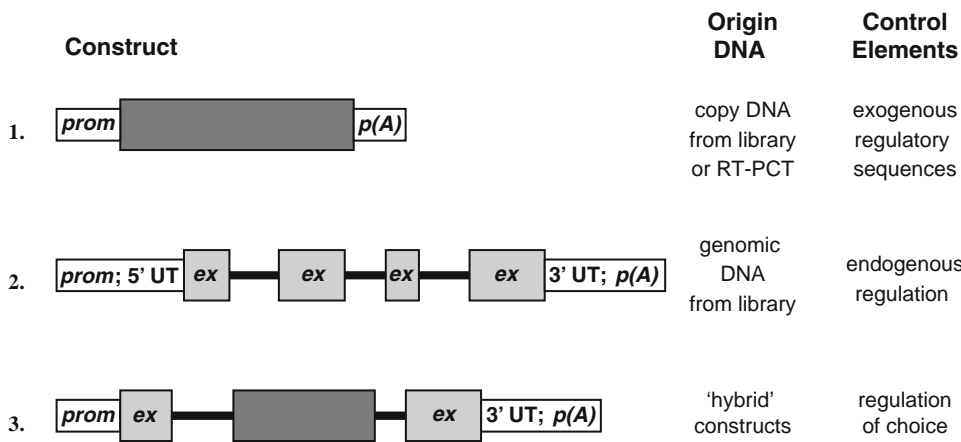 Construct
Origin
DNA
Control
Elements
1.
prom
p(A)
copy DNA
from library
or RT-PCT
exogenous
regulatory
sequences
2.
prom; 5' UT
ex
ex
ex
ex
3' UT; p(A)
genomic
DNA
from library
endogenous
regulation
3.
prom
ex
ex
3' UT; p(A)
‘hybrid’
constructs
regulation
of choice